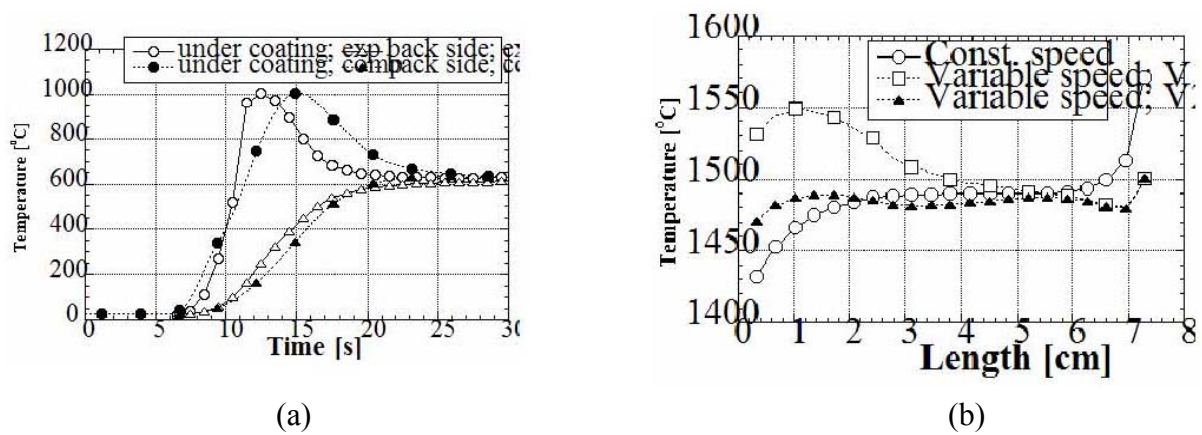 under coating; exp back side; ex
under coating; comp back side; co
1200
1000
800
600
400
200
0
0 5 10 15 20 25 30
Temperature [⁰C]
Time [s]
(a)
Const. speed
Variable speed; V
Variable speed; V
1600
1550
1500
1450
1400
0 1 2 3 4 5 6 7 8
Temperature [⁰C]
Length [cm]
(b)